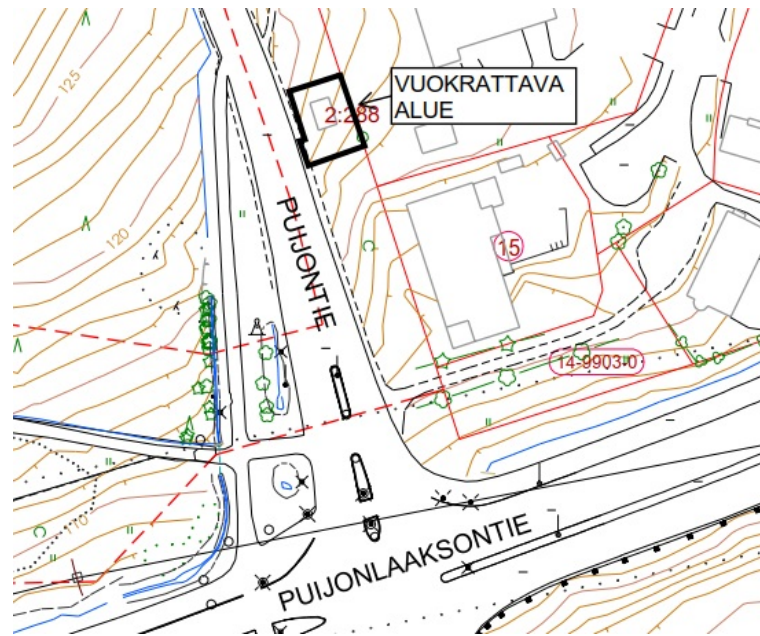 125
VUOKRATTAVA
ALUE
2:288
120
PUIJONTIE
15
14-9903-0
110
PUIJONLAAKSONTIE